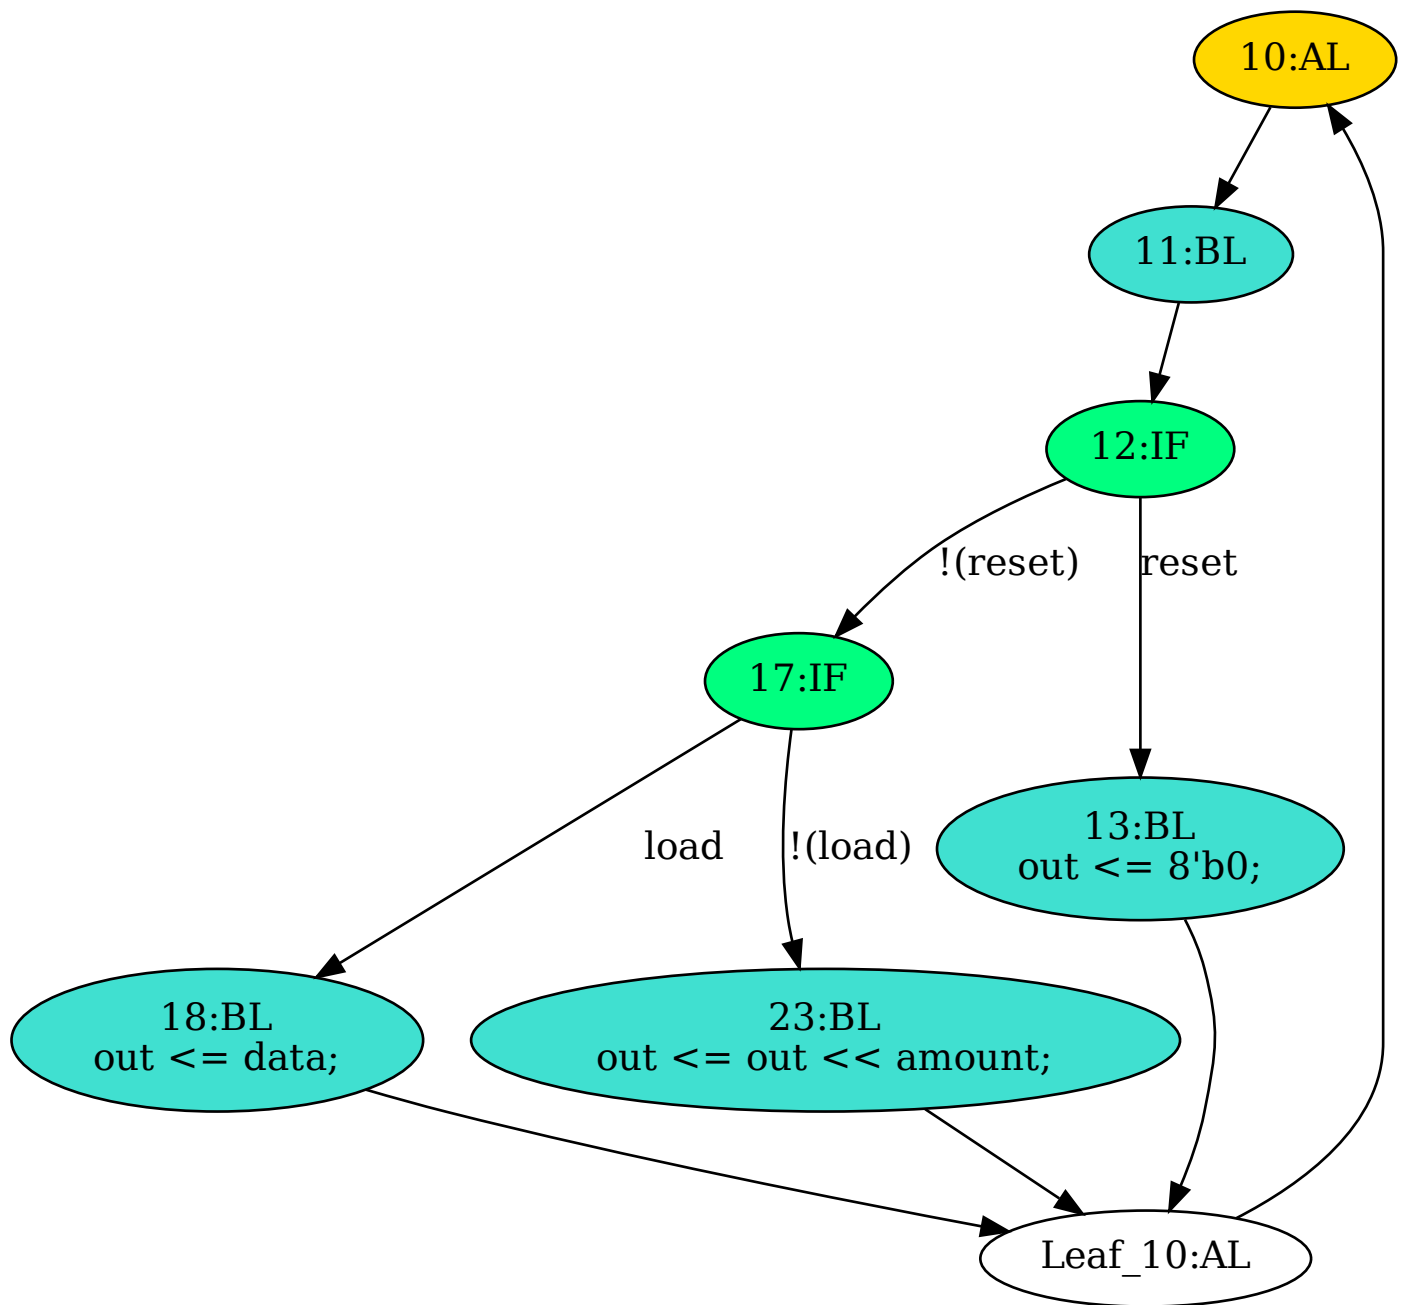 10:AL
11:BL
12:IF
!(reset)
reset
17:IF
load
!(load)
13:BL
out <= 8'b0;
18:BL
out <= data;
23:BL
out <= out << amount;
Leaf_10:AL